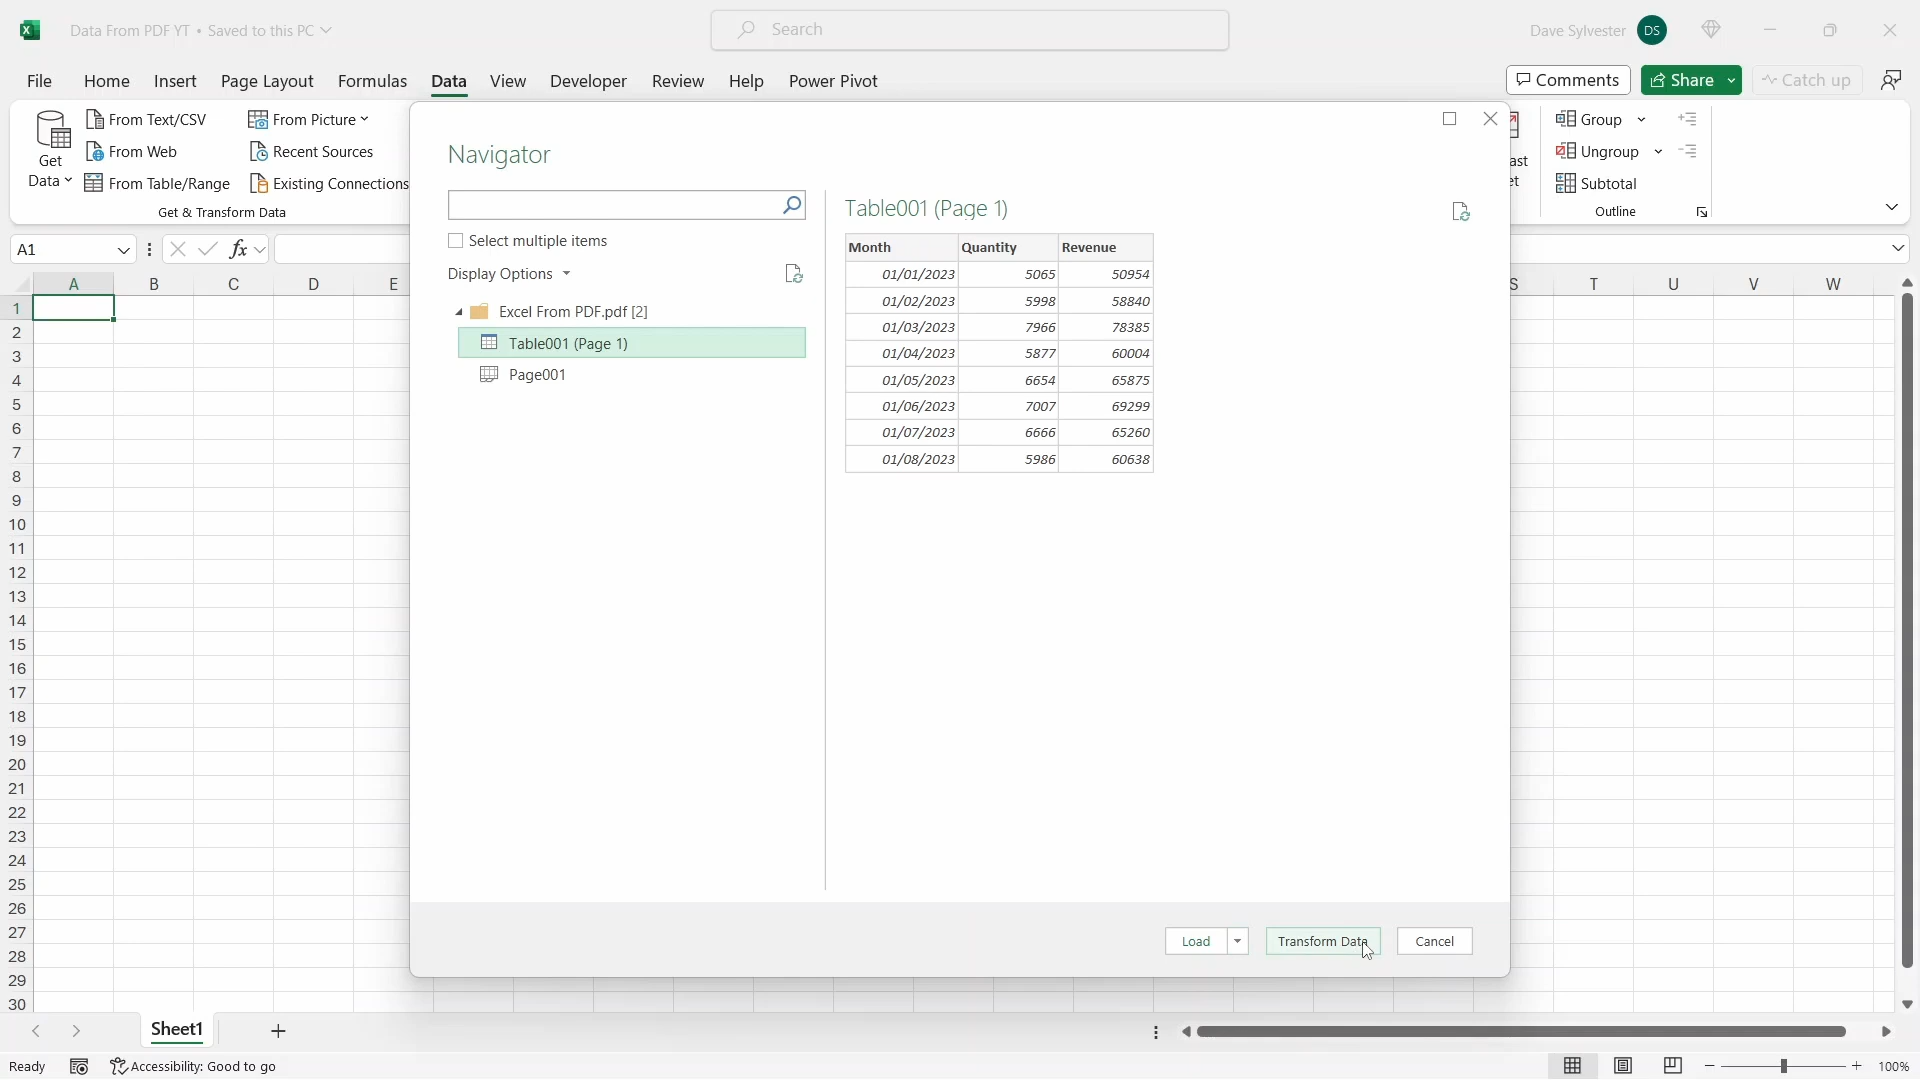 Data From PDF YT • Saved to this PC
Search
Dave Sylvester DS
File Home Insert Page Layout Formulas Data View Developer Review Help Power Pivot
Comments Share Catch up
Get Data
From Text/CSV
From Web
From Table/Range
From Picture
Recent Sources
Existing Connections
Get & Transform Data
Group
Ungroup
Subtotal
Outline
A1
fx
A B C D E S T U V W
1
2
3
4
5
6
7
8
9
10
11
12
13
14
15
16
17
18
19
20
21
22
23
24
25
26
27
28
29
30
Navigator
Select multiple items
Display Options
Excel From PDF.pdf [2]
Table001 (Page 1)
Page001
Table001 (Page 1)
Month Quantity Revenue
01/01/2023 5065 50954
01/02/2023 5998 58840
01/03/2023 7966 78385
01/04/2023 5877 60004
01/05/2023 6654 65875
01/06/2023 7007 69299
01/07/2023 6666 65260
01/08/2023 5986 60638
Load Transform Data Cancel
Sheet1
Ready Accessibility: Good to go 100%